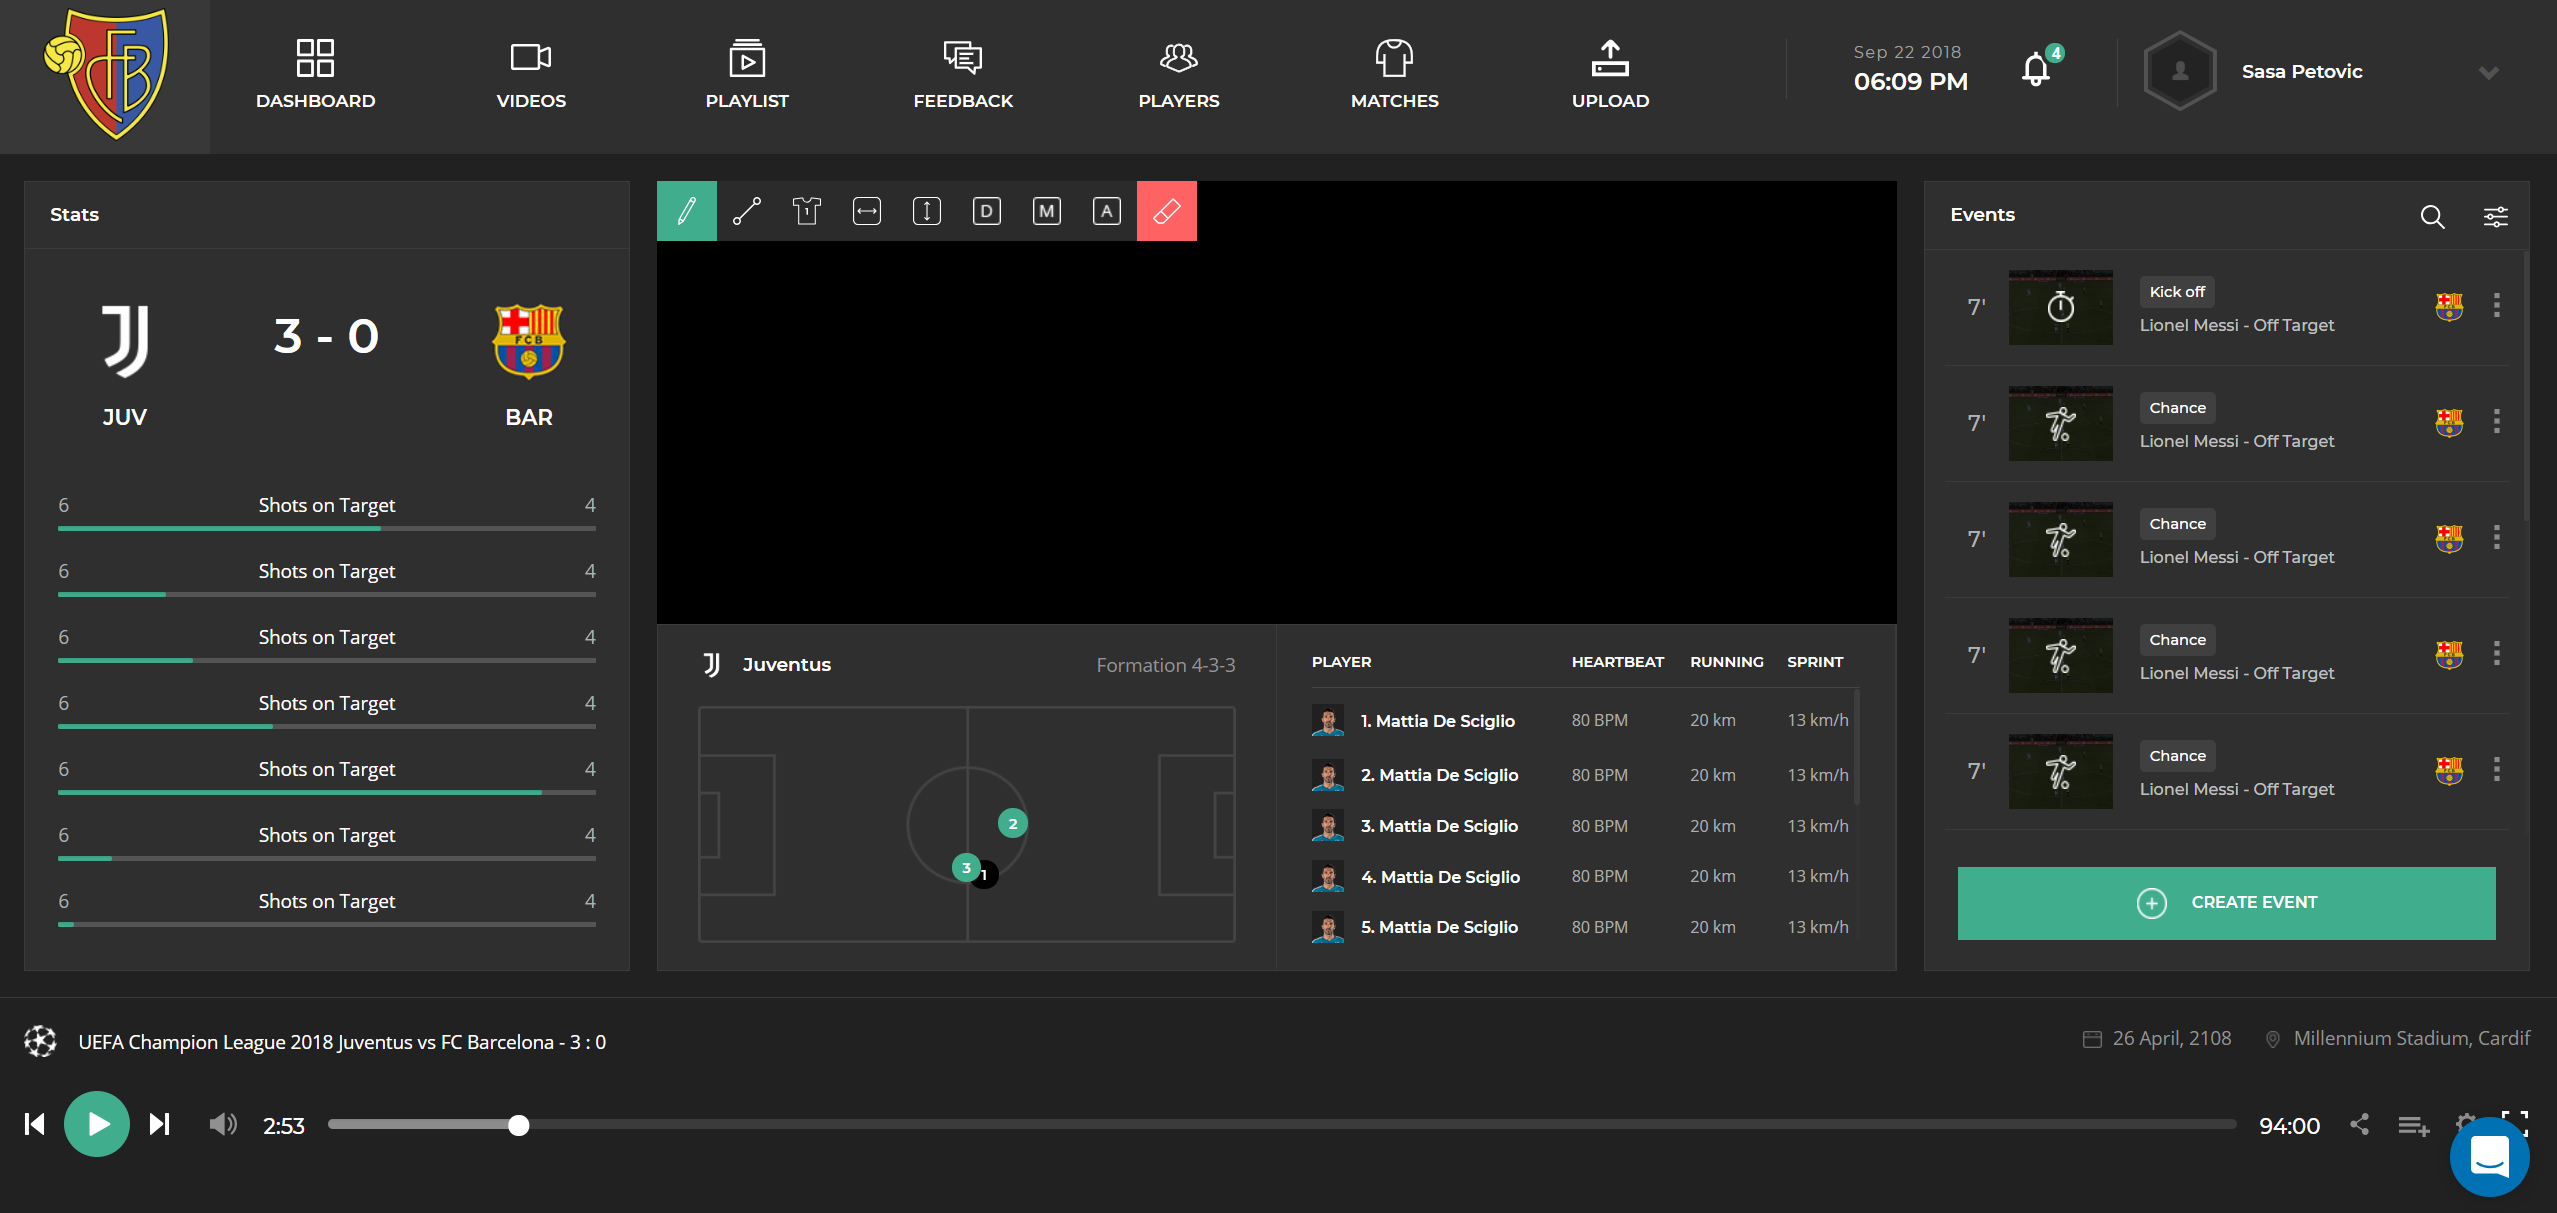 DASHBOARD
VIDEOS
PLAYLIST
FEEDBACK
PLAYERS
MATCHES
UPLOAD
Sep 22 2018
06:09 PM
4
Sasa Petovic
Stats
3 - 0
FCB
JUV
BAR
6 Shots on Target 4
6 Shots on Target 4
6 Shots on Target 4
6 Shots on Target 4
6 Shots on Target 4
6 Shots on Target 4
6 Shots on Target 4
1
D
M
A
Juventus
Formation 4-3-3
2
3
1
PLAYER HEARTBEAT RUNNING SPRINT
1. Mattia De Sciglio 80 BPM 20 km 13 km/h
2. Mattia De Sciglio 80 BPM 20 km 13 km/h
3. Mattia De Sciglio 80 BPM 20 km 13 km/h
4. Mattia De Sciglio 80 BPM 20 km 13 km/h
5. Mattia De Sciglio 80 BPM 20 km 13 km/h
Events
7' Kick off
Lionel Messi - Off Target
7' Chance
Lionel Messi - Off Target
7' Chance
Lionel Messi - Off Target
7' Chance
Lionel Messi - Off Target
7' Chance
Lionel Messi - Off Target
CREATE EVENT
UEFA Champion League 2018 Juventus vs FC Barcelona - 3 : 0
26 April, 2108
Millennium Stadium, Cardif
2:53
94:00